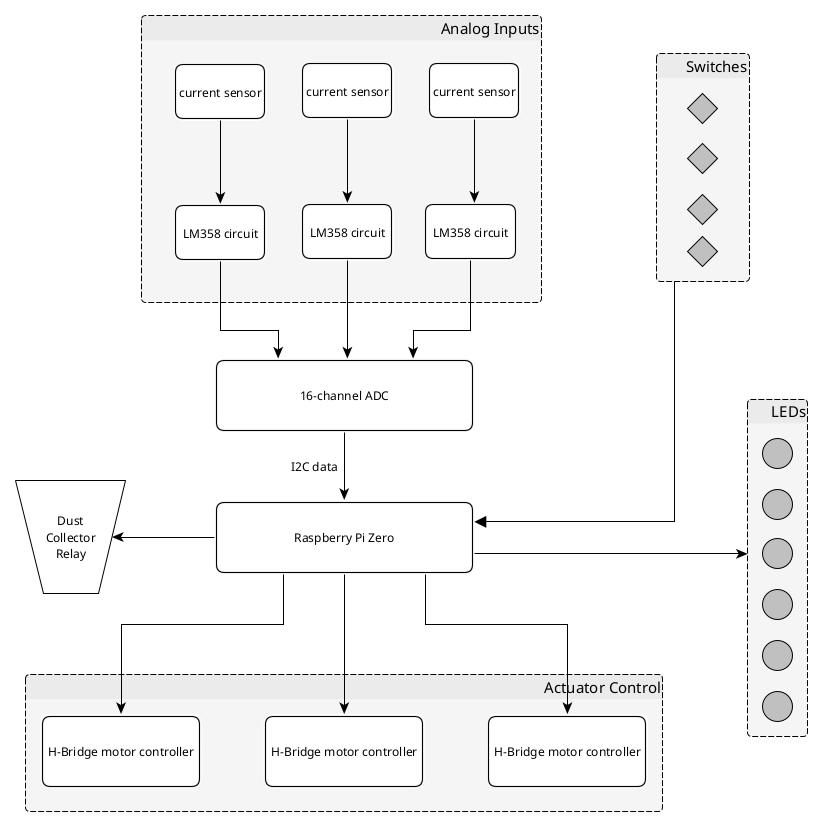 Analog Inputs
Switches
current sensor
current sensor
current sensor
LM358 circuit
LM358 circuit
LM358 circuit
16-channel ADC
LEDs
I2C data
Dust
Collector
Relay
Raspberry Pi Zero
Actuator Control
H-Bridge motor controller
H-Bridge motor controller
H-Bridge motor controller